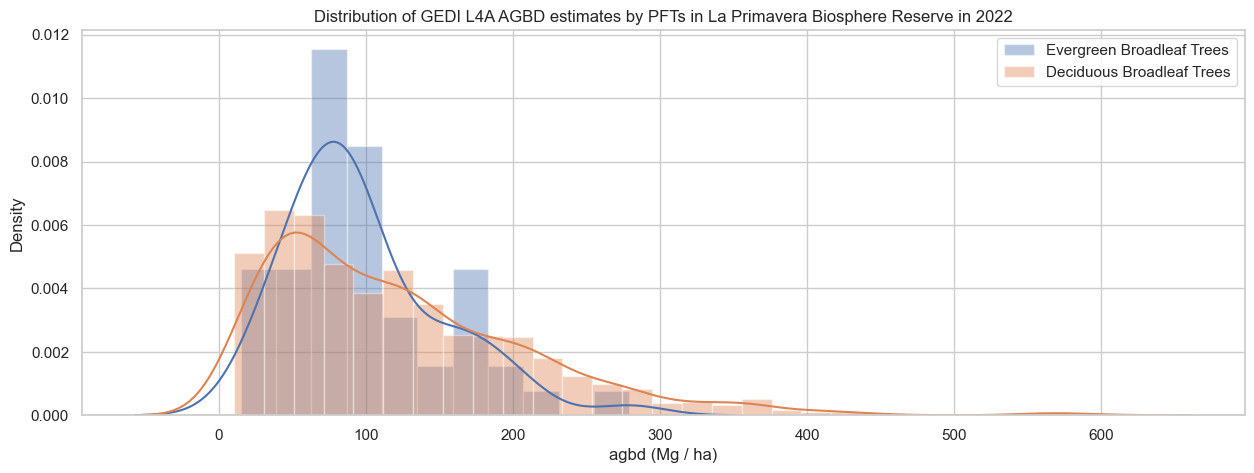 Distribution of GEDI L4A AGBD estimates by PFTs in La Primavera Biosphere Reserve in 2022
Evergreen Broadleaf Trees
Deciduous Broadleaf Trees
Density
0.012
0.010
0.008
0.006
0.004
0.002
0.000
0
100
200
300
400
500
600
agbd (Mg / ha)